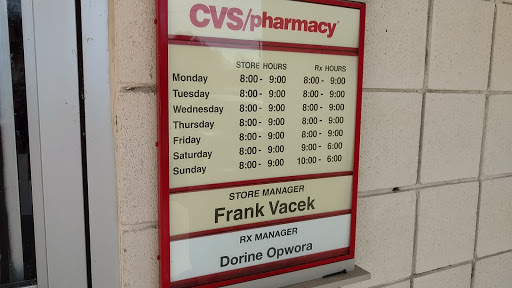 CVS/pharmacy
STORE HOURS Rx HOURS
Monday 8:00 - 9:00 8:00 - 9:00
Tuesday 8:00 - 9:00 8:00 - 9:00
Wednesday 8:00 - 9:00 8:00 - 9:00
Thursday 8:00 - 9:00 8:00 - 9:00
Friday 8:00 - 9:00 8:00 - 9:00
Saturday 8:00 - 9:00 9:00 - 6:00
Sunday 8:00 - 9:00 10:00 - 6:00
STORE MANAGER
Frank Vacek
RX MANAGER
Dorine Opwora